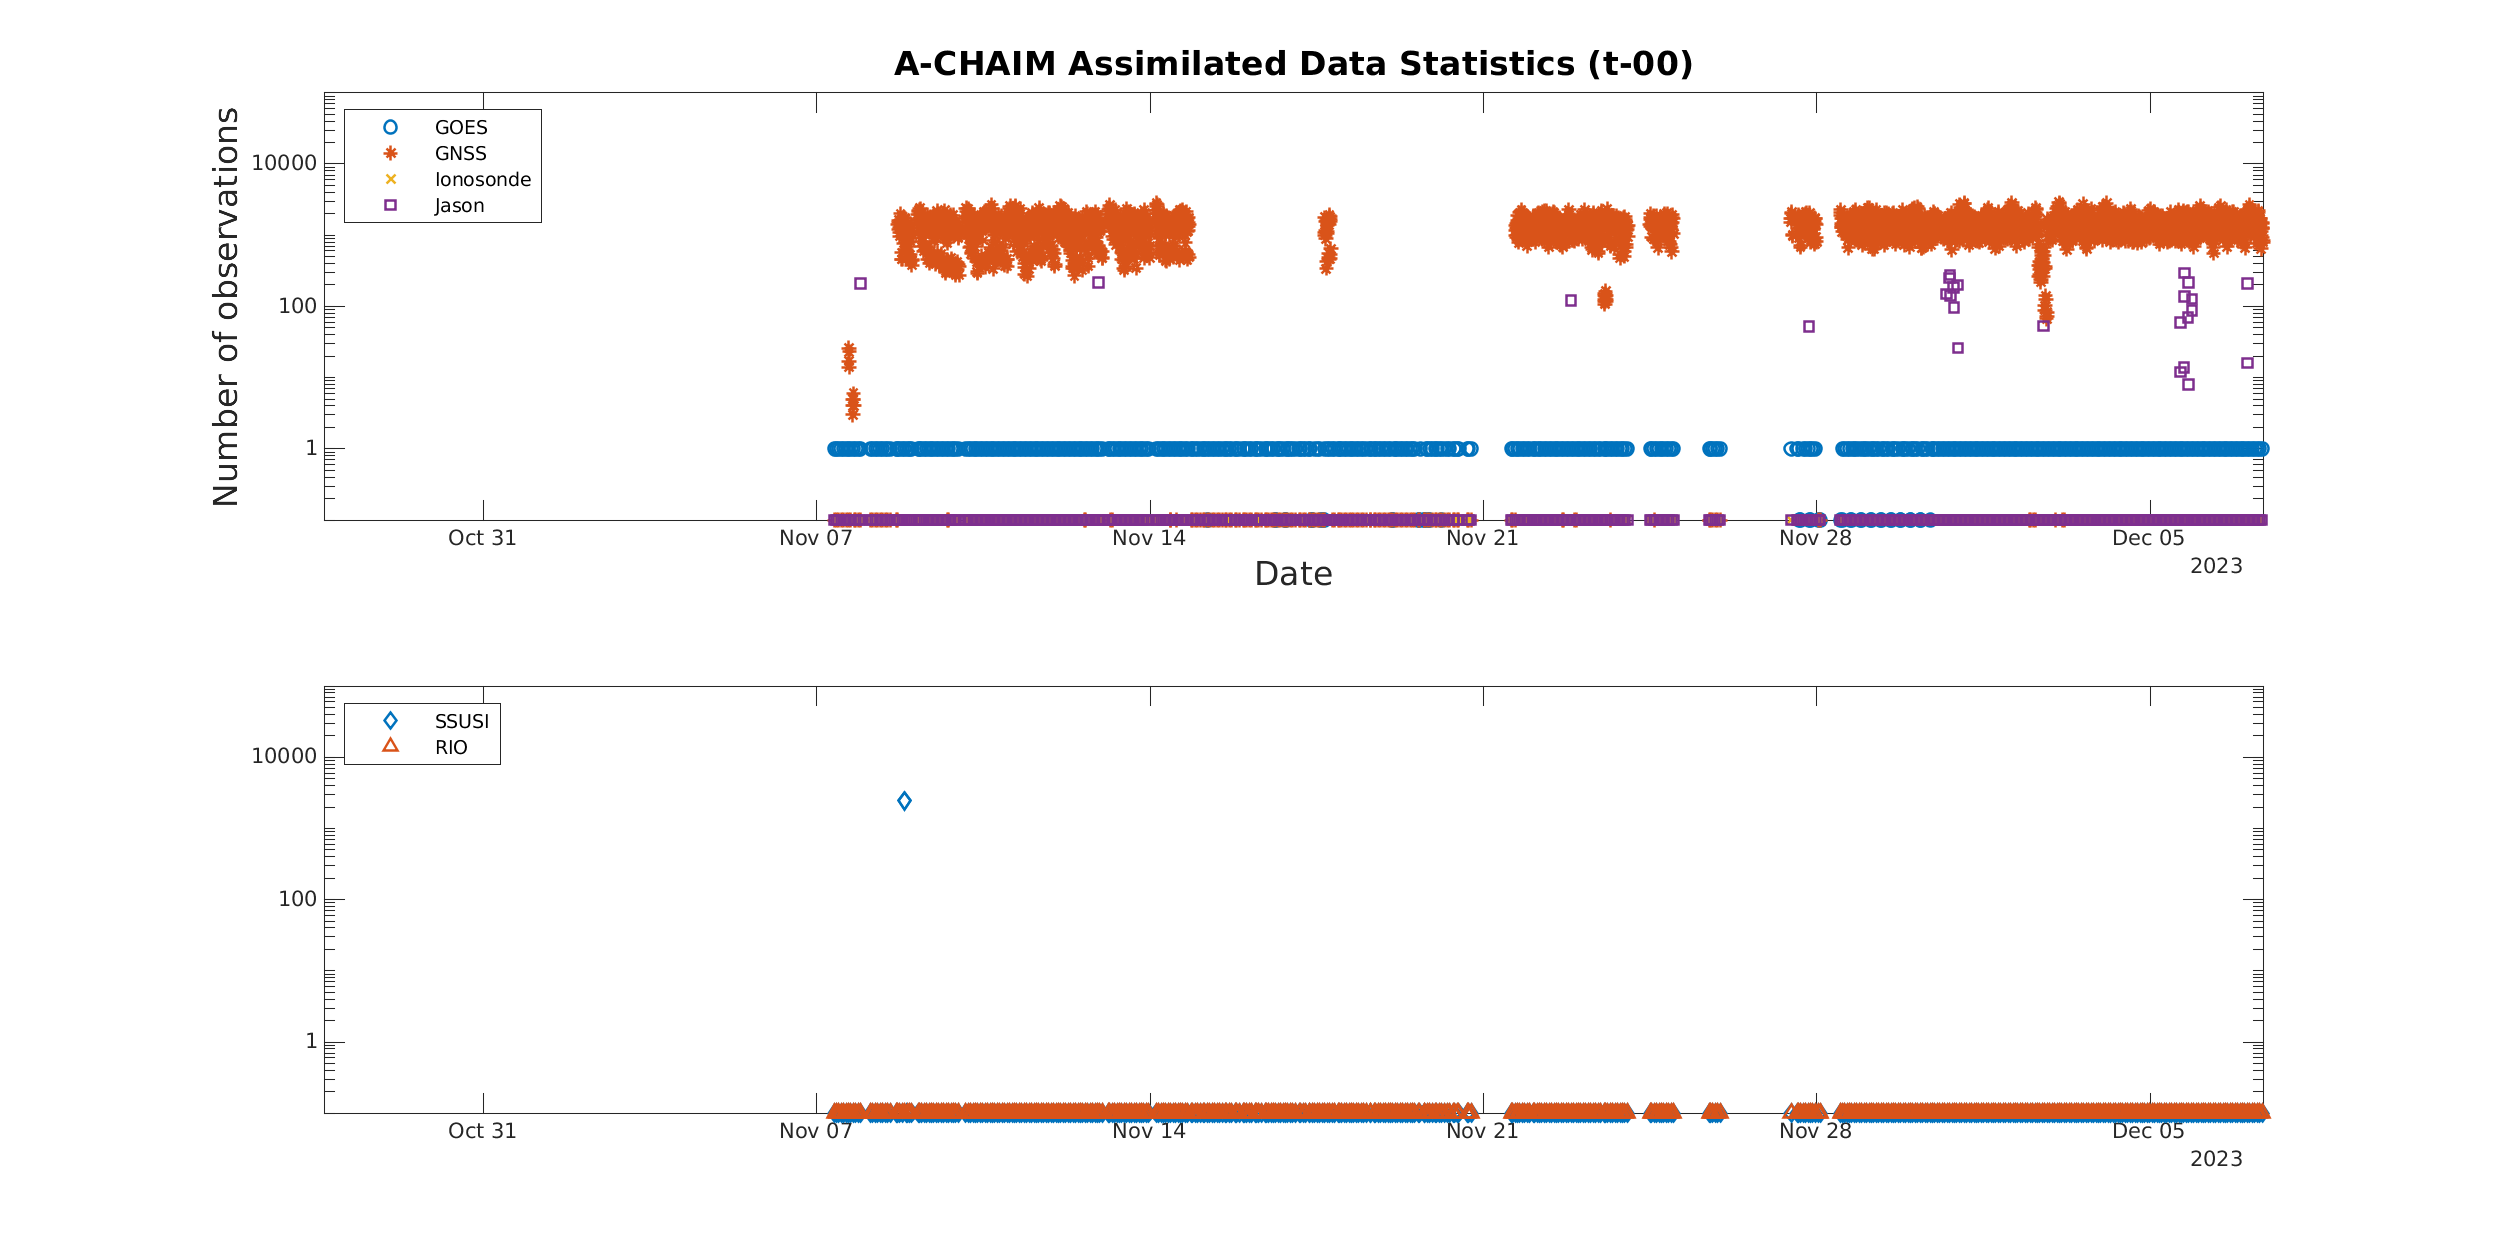 A-CHAIM Assimilated Data Statistics (t-00)
Number of observations
10000
100
1
GOES
GNSS
Ionosonde
Jason
Oct 31 Nov 07 Nov 14 Nov 21 Nov 28 Dec 05
2023
Date
10000
100
1
SSUSI
RIO
Oct 31 Nov 07 Nov 14 Nov 21 Nov 28 Dec 05
2023